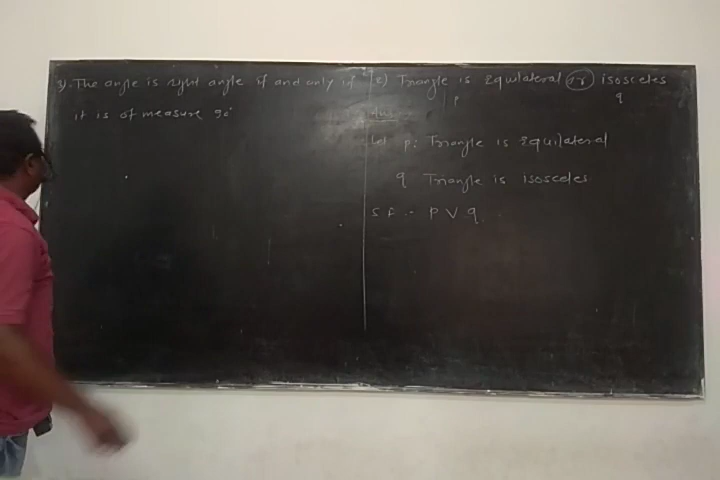 3). The angle is right angle if and only if
it is of measure 90°
Triangle is Equilateral or isosceles
p q
Let p: Triangle is Equilateral
q Triangle is isosceles
S.F. :- p ∨ q.